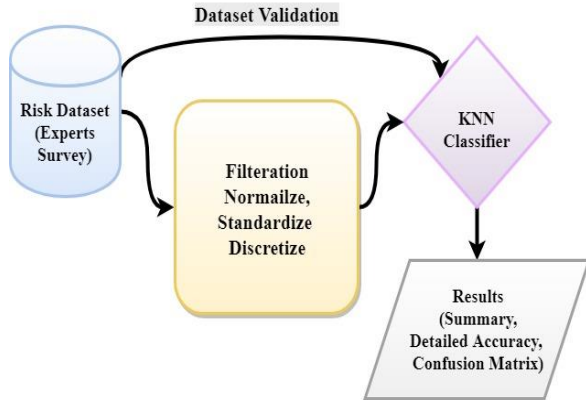 Dataset Validation
Risk Dataset
(Experts
Survey)
Filteration
Normailze,
Standardize
Discretize
KNN
Classifier
Results
(Summary,
Detailed Accuracy,
Confusion Matrix)